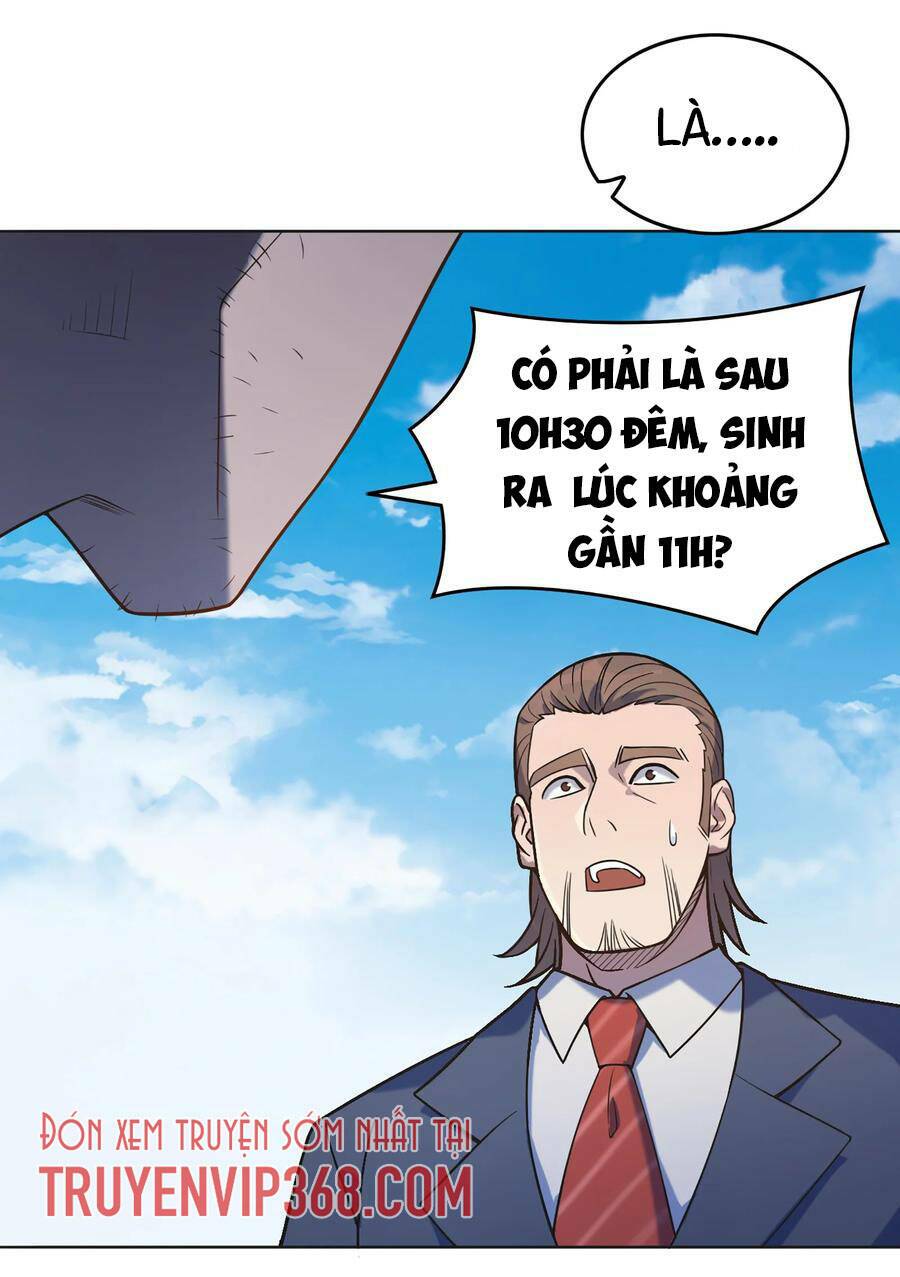 LÀ.....
CÓ PHẢI LÀ SAU
10H30 ĐÊM, SINH
RA LÚC KHOẢNG
GẦN 11H?
ĐÓN XEM TRUYỆN SỚM NHẤT TẠI
TRUYENVIP368.COM